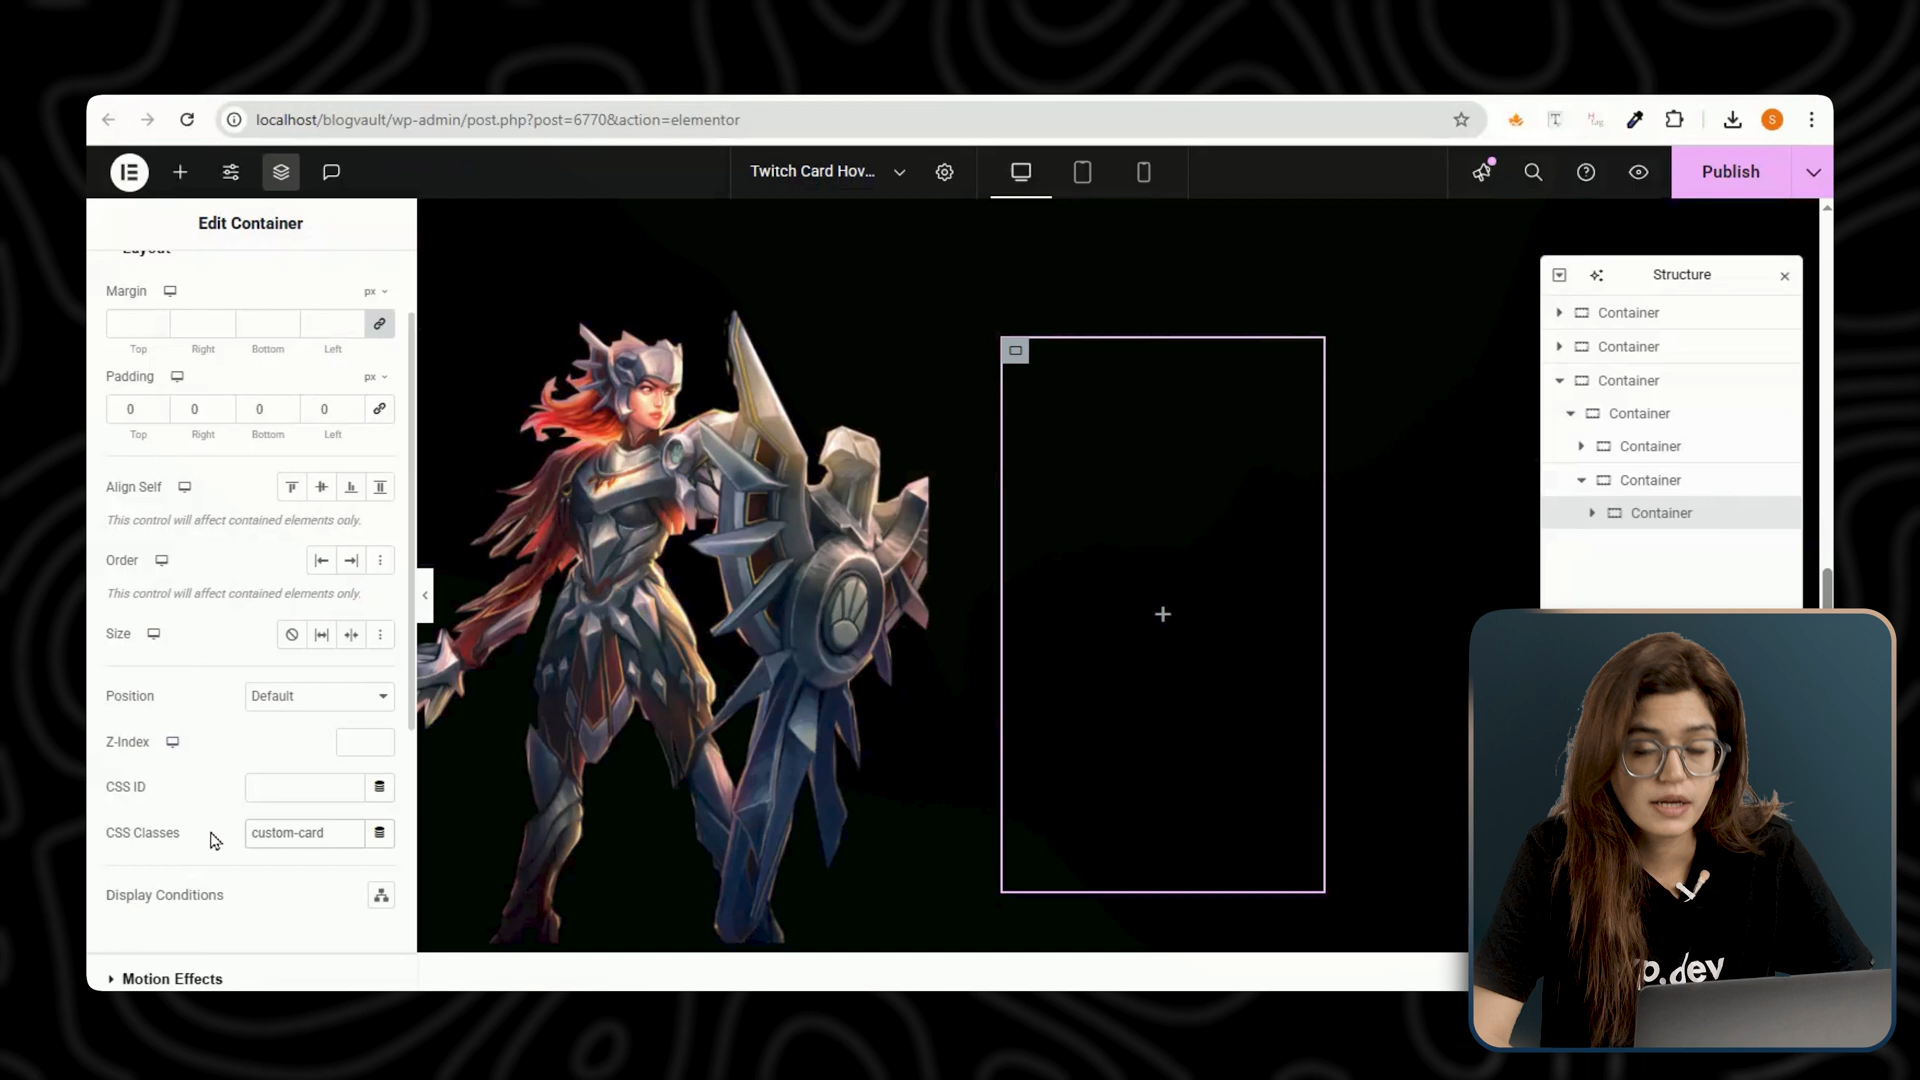 localhost/blogvault/wp-admin/post.php?post=6770&action=elementor
Twitch Card Hov...
Publish
Edit Container
Layout
Margin
px
Top Right Bottom Left
Padding
px
0 0 0 0
Top Right Bottom Left
Align Self
This control will affect contained elements only.
Order
This control will affect contained elements only.
Size
Position
Default
Z-Index
CSS ID
CSS Classes
custom-card
Display Conditions
Motion Effects
Structure
Container
Container
Container
Container
Container
Container
Container
S
p.dev